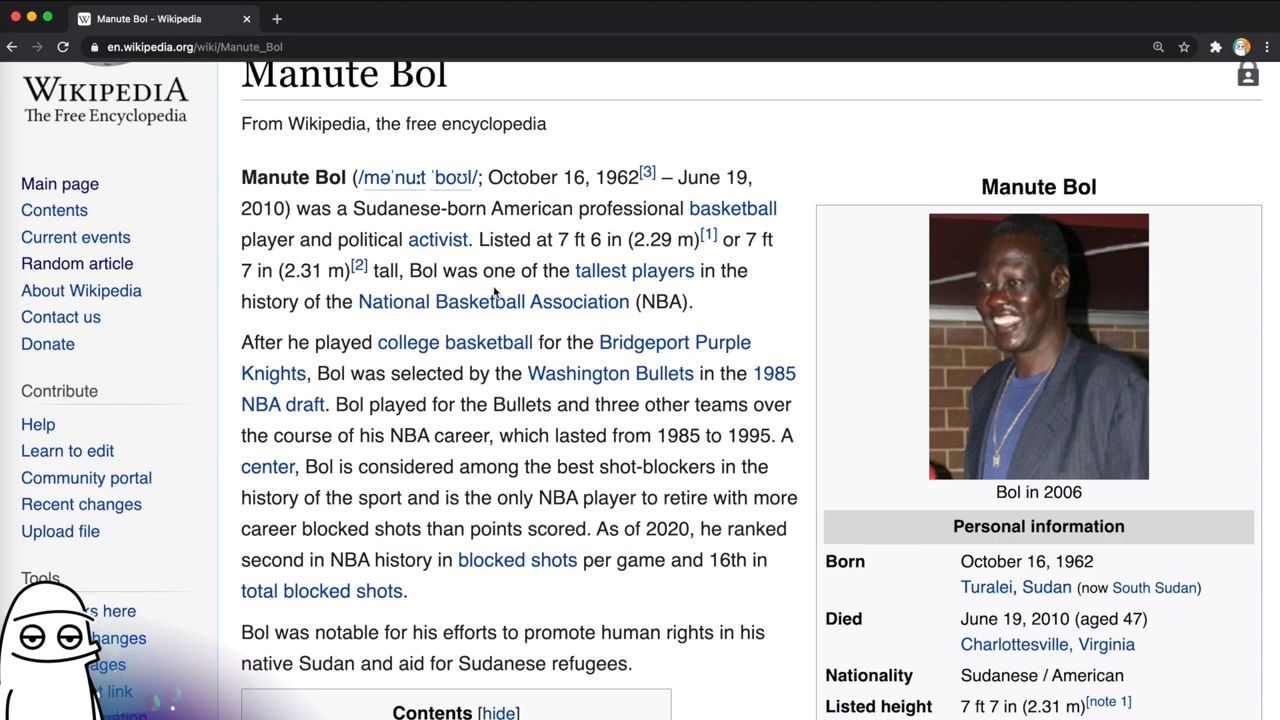 Manute Bol - Wikipedia
en.wikipedia.org/wiki/Manute_Bol
WIKIPEDIA
The Free Encyclopedia
Main page
Contents
Current events
Random article
About Wikipedia
Contact us
Donate
Contribute
Help
Learn to edit
Community portal
Recent changes
Upload file
Tools
s here
hanges
ages
t link
Manute Bol
From Wikipedia, the free encyclopedia
Manute Bol (/məˈnuːt ˈboʊl/; October 16, 1962[3] – June 19,
2010) was a Sudanese-born American professional basketball
player and political activist. Listed at 7 ft 6 in (2.29 m)[1] or 7 ft
7 in (2.31 m)[2] tall, Bol was one of the tallest players in the
history of the National Basketball Association (NBA).
After he played college basketball for the Bridgeport Purple
Knights, Bol was selected by the Washington Bullets in the 1985
NBA draft. Bol played for the Bullets and three other teams over
the course of his NBA career, which lasted from 1985 to 1995. A
center, Bol is considered among the best shot-blockers in the
history of the sport and is the only NBA player to retire with more
career blocked shots than points scored. As of 2020, he ranked
second in NBA history in blocked shots per game and 16th in
total blocked shots.
Bol was notable for his efforts to promote human rights in his
native Sudan and aid for Sudanese refugees.
Contents [hide]
Manute Bol
Bol in 2006
Personal information
Born October 16, 1962
Turalei, Sudan (now South Sudan)
Died June 19, 2010 (aged 47)
Charlottesville, Virginia
Nationality Sudanese / American
Listed height 7 ft 7 in (2.31 m)[note 1]